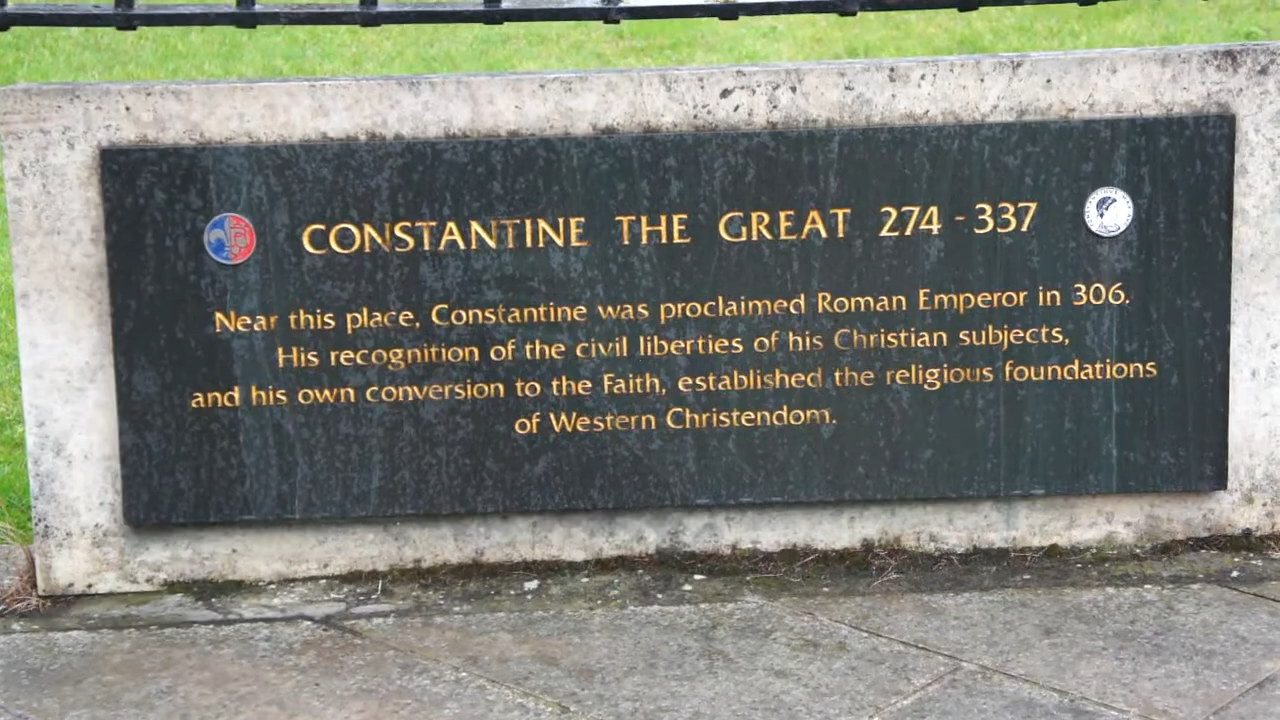 CONSTANTINE THE GREAT 274 - 337
Near this place, Constantine was proclaimed Roman Emperor in 306.
His recognition of the civil liberties of his Christian subjects,
and his own conversion to the Faith, established the religious foundations
of Western Christendom.